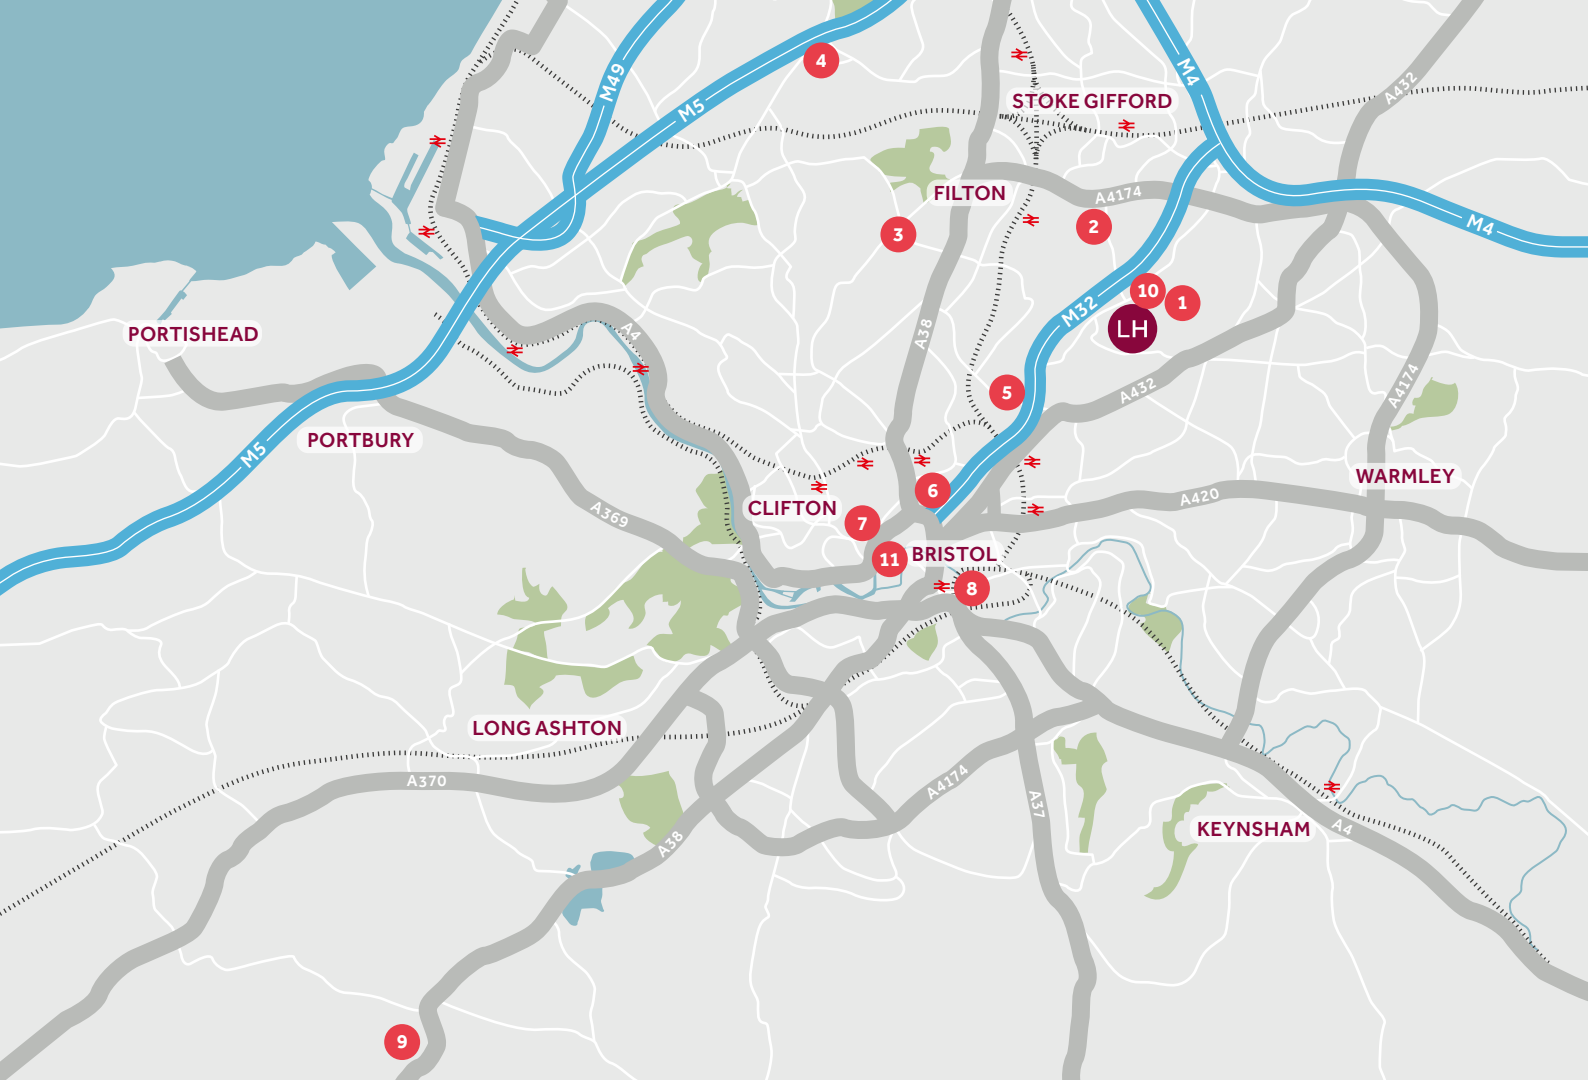 M49
M5
4
M4
A432
STOKE GIFFORD
FILTON
A4174
2
3
M4
10
1
M32
LH
PORTISHEAD
A4
A38
5
A432
A4174
PORTBURY
M5
WARMLEY
6
A420
CLIFTON
7
A369
BRISTOL
11
8
LONG ASHTON
A370
A4174
A37
KEYNSHAM
A4
A38
9